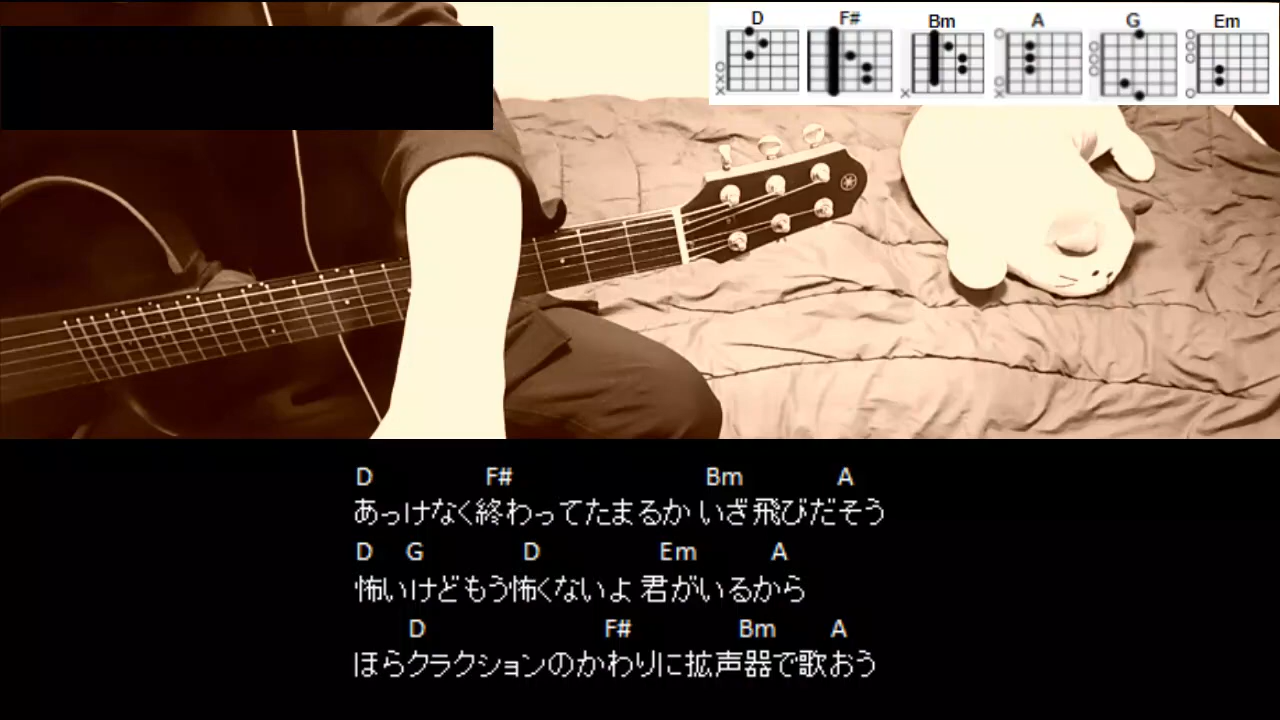 D F# Bm A G Em
D F# Bm A
あっけなく終わってたまるか いざ飛びだそう
D G D Em A
怖いけどもう怖くないよ 君がいるから
D F# Bm A
ほらクラクションのかわりに拡声器で歌おう